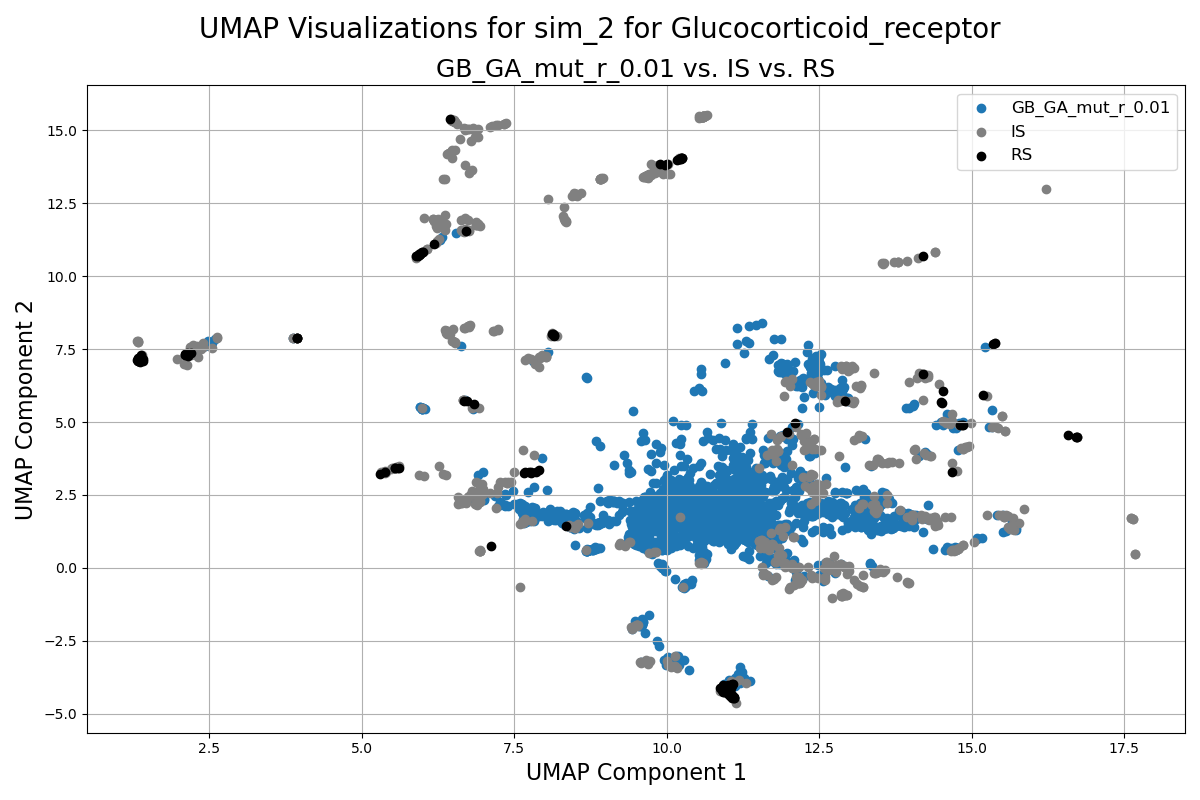 UMAP Visualizations for sim_2 for Glucocorticoid_receptor
GB_GA_mut_r_0.01 vs. IS vs. RS
GB_GA_mut_r_0.01
IS
RS
15.0
12.5
10.0
7.5
5.0
2.5
0.0
−2.5
−5.0
UMAP Component 2
2.5
5.0
7.5
10.0
12.5
15.0
17.5
UMAP Component 1